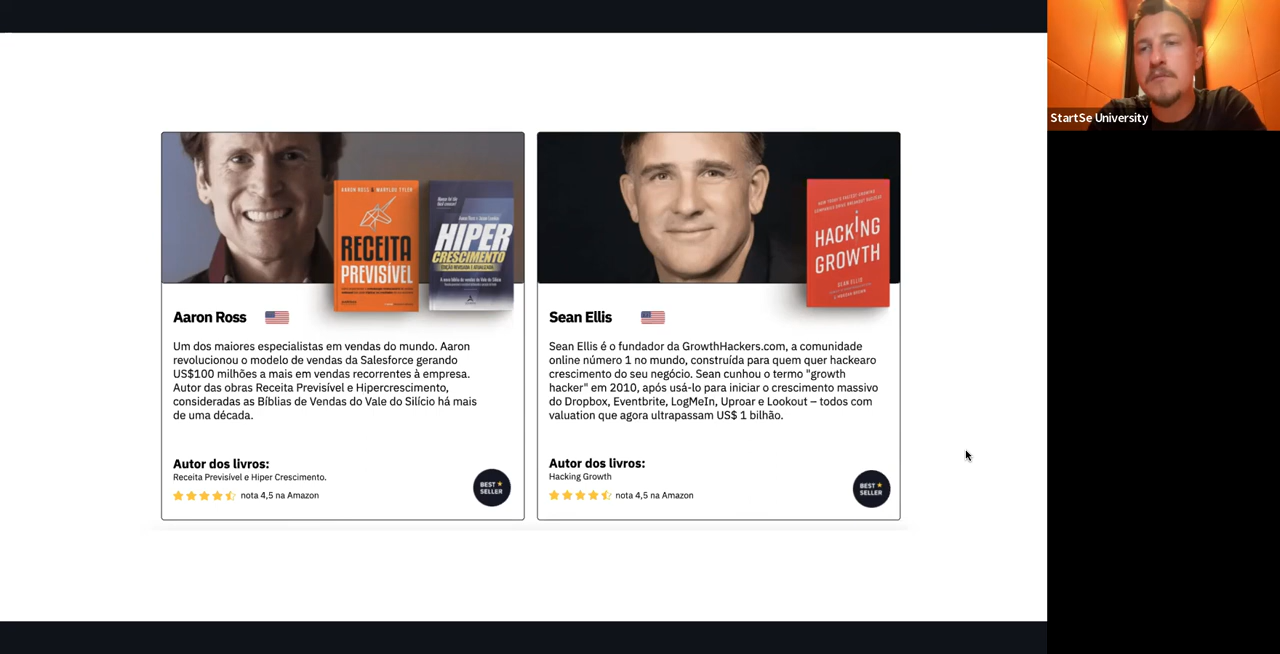 StartSe University
AARON ROSS & MARYLOU TYLER
RECEITA
PREVISÍVEL
HIPER
CRESCIMENTO
EDIÇÃO REVISADA E ATUALIZADA
HACKING
GROWTH
SEAN ELLIS
Aaron Ross
Um dos maiores especialistas em vendas do mundo. Aaron
revolucionou o modelo de vendas da Salesforce gerando
US$100 milhões a mais em vendas recorrentes à empresa.
Autor das obras Receita Previsível e Hipercrescimento,
consideradas as Bíblias de Vendas do Vale do Silício há mais
de uma década.
Autor dos livros:
Receita Previsível e Hiper Crescimento.
nota 4,5 na Amazon
BEST
SELLER
Sean Ellis
Sean Ellis é o fundador da GrowthHackers.com, a comunidade
online número 1 no mundo, construída para quem quer hackearo
crescimento do seu negócio. Sean cunhou o termo "growth
hacker" em 2010, após usá-lo para iniciar o crescimento massivo
do Dropbox, Eventbrite, LogMeIn, Uproar e Lookout – todos com
valuation que agora ultrapassam US$ 1 bilhão.
Autor dos livros:
Hacking Growth
nota 4,5 na Amazon
BEST
SELLER